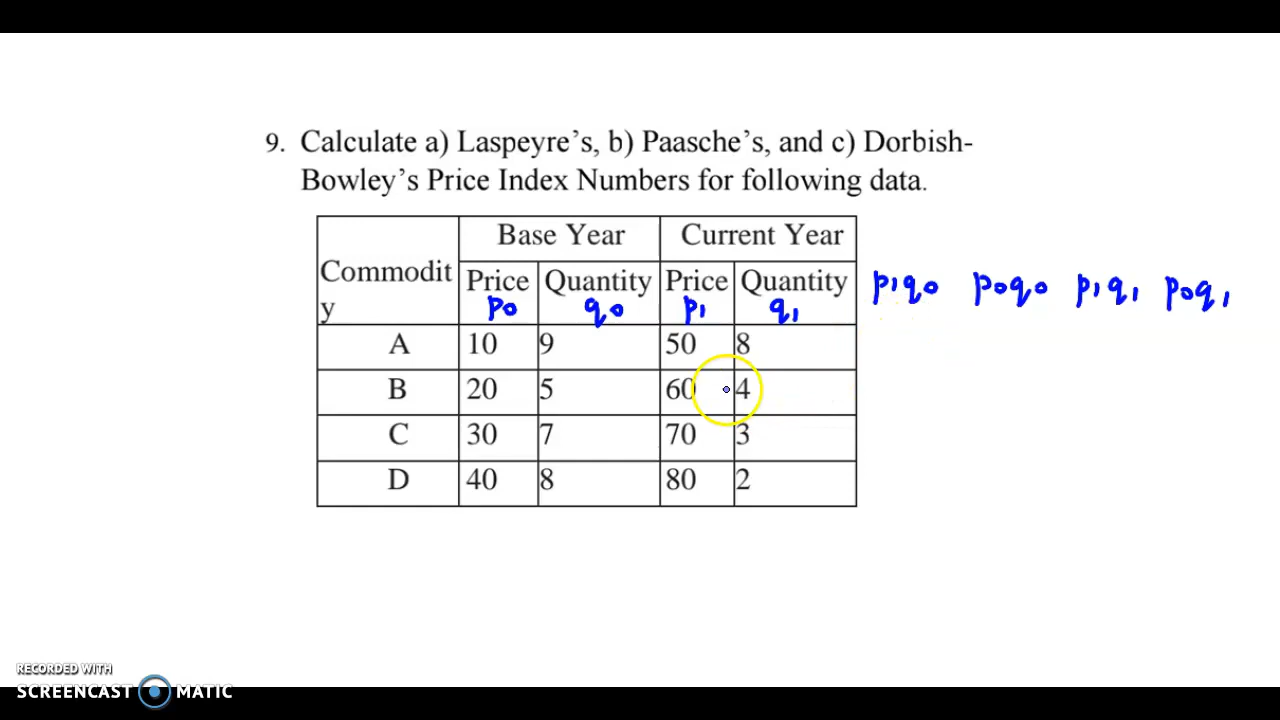 9. Calculate a) Laspeyre’s, b) Paasche’s, and c) Dorbish-
Bowley’s Price Index Numbers for following data.
Commodit
y
Base Year Current Year
Price Quantity Price Quantity
p0 q0 p1 q1 p1q0 p0q0 p1q1 p0q1
A 10 9 50 8
B 20 5 60 4
C 30 7 70 3
D 40 8 80 2
RECORDED WITH
SCREENCAST MATIC